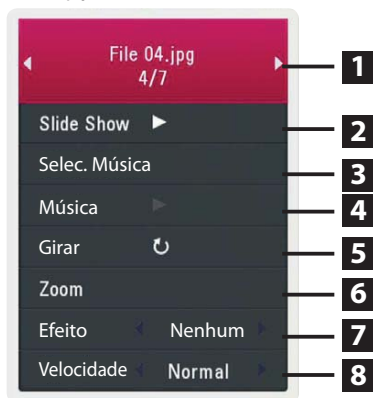 File 04.jpg
4/7
1
Slide Show
2
Selec. Música
3
Música
4
Girar
5
Zoom
6
Efeito Nenhum
7
Velocidade Normal
8